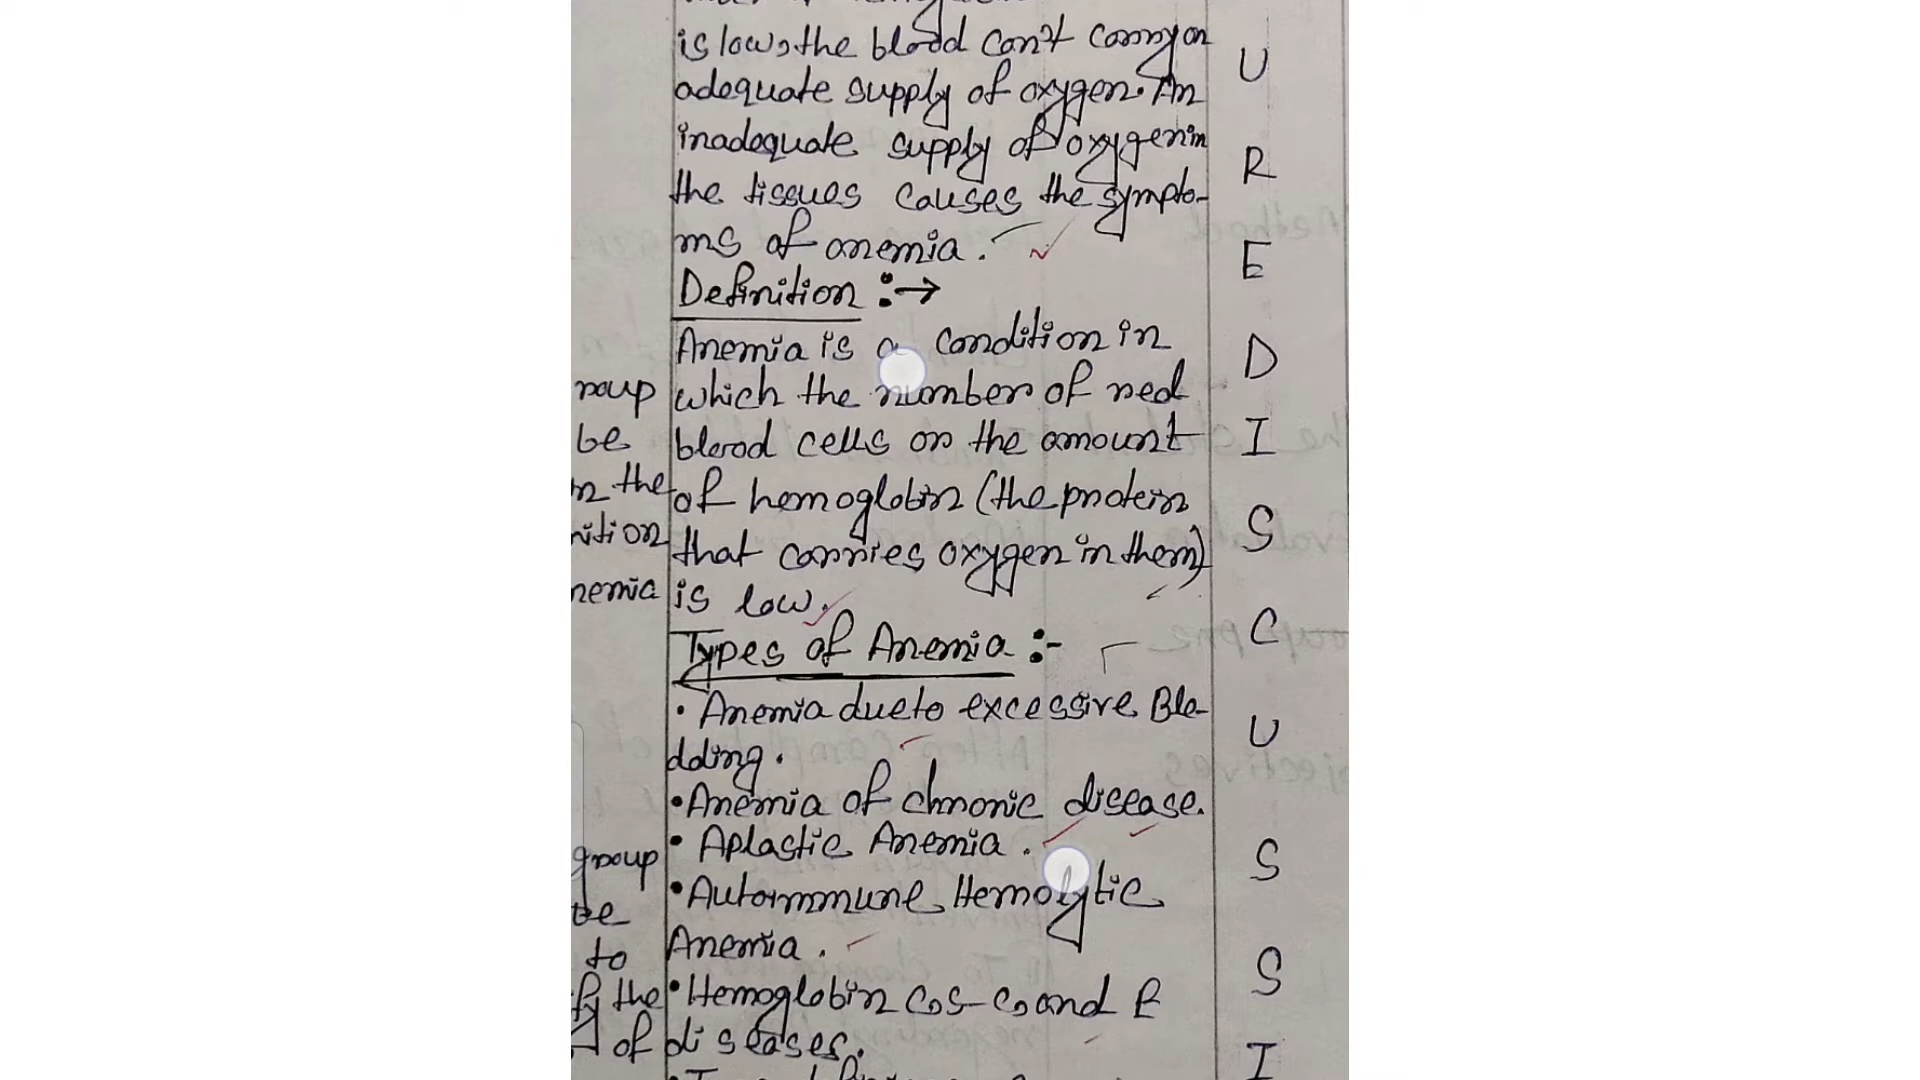 is low, the blood can't carry an
adequate supply of oxygen. An
inadequate supply of oxygen in
the tissues causes the sympto-
ms of anemia.
Definition :→
Anemia is a condition in
which the number of red
blood cells or the amount
of hemoglobin (the protein
that carries oxygen in them)
is low.
Types of Anemia :-
• Anemia due to excessive Ble-
dding.
• Anemia of chronic disease.
• Aplastic Anemia.
• Autoimmune Hemolytic
Anemia.
• Hemoglobin C, S-C, and E
diseases.
roup
be
the
nition
nemia
group
be
to
the
of
U
R
E
D
I
S
C
U
S
S
I